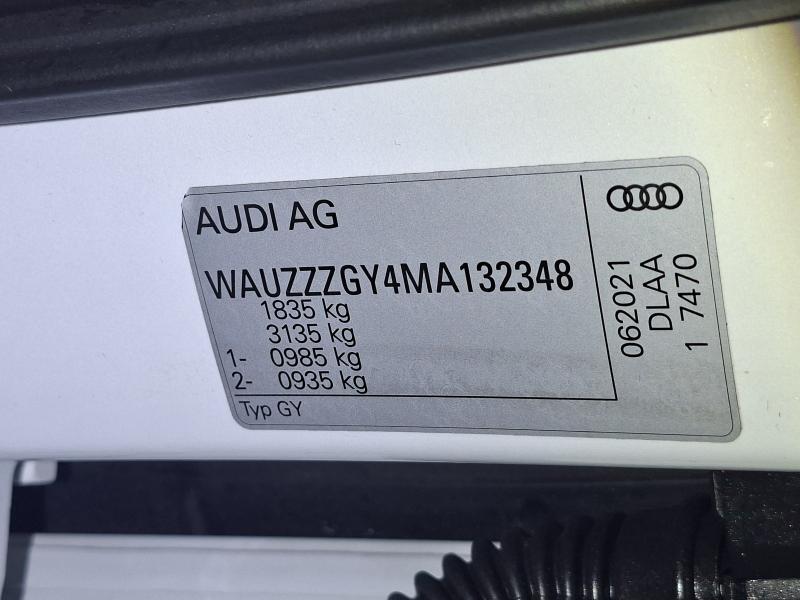 AUDI AG
WAUZZZGY4MA132348
1835 kg
3135 kg
1- 0985 kg
2- 0935 kg
Typ GY
062021
DLAA
1 7470